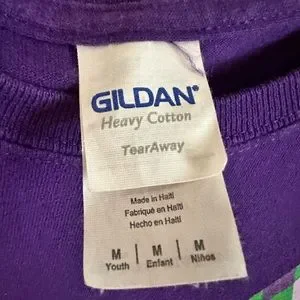 GILDAN®
Heavy Cotton
TearAway
Made in Haiti
Fabriqué en Haïti
Hecho en Haiti
M | M | M
Youth | Enfant | Niños